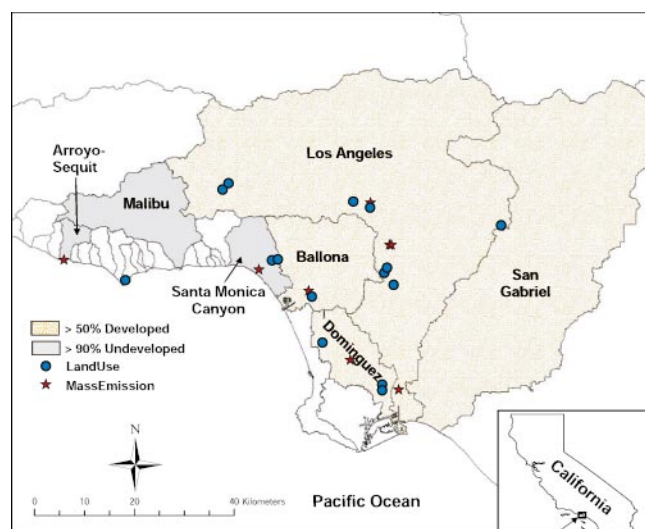 Arroyo-
Sequit
Malibu
Los Angeles
Ballona
Santa Monica
Canyon
San
Gabriel
Dominguez
> 50% Developed
> 90% Undeveloped
LandUse
MassEmission
N
0 10 20 40 Kilometers
Pacific Ocean
California